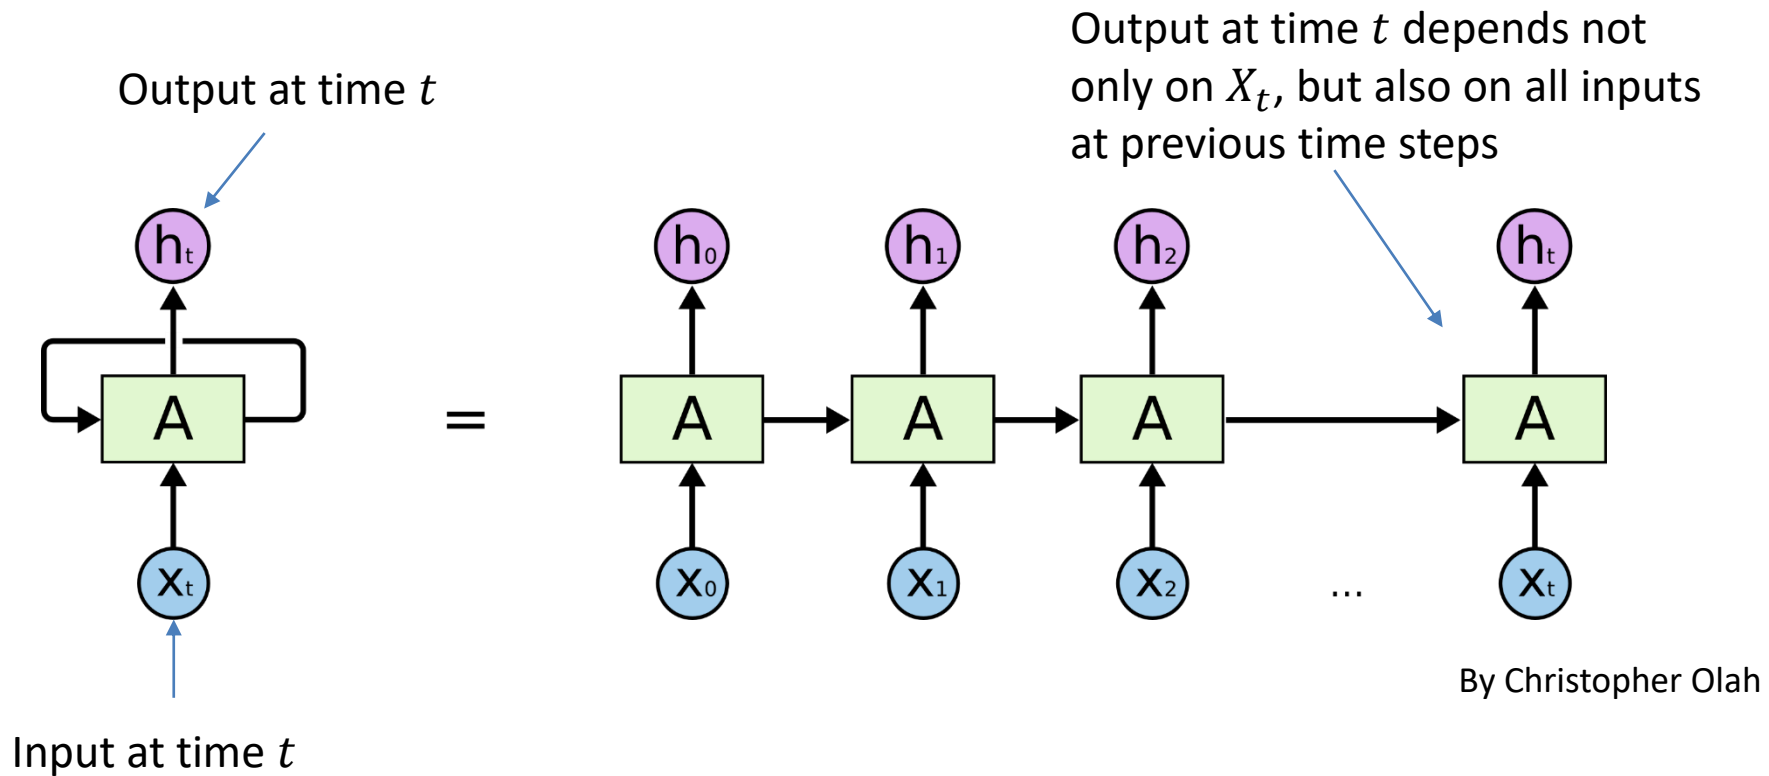 Output at time t depends not
only on Xₜ, but also on all inputs
at previous time steps
Output at time t
hₜ
h₀ h₁ h₂ hₜ
A
=
A A A A
xₜ
x₀ x₁ x₂ ... xₜ
By Christopher Olah
Input at time t